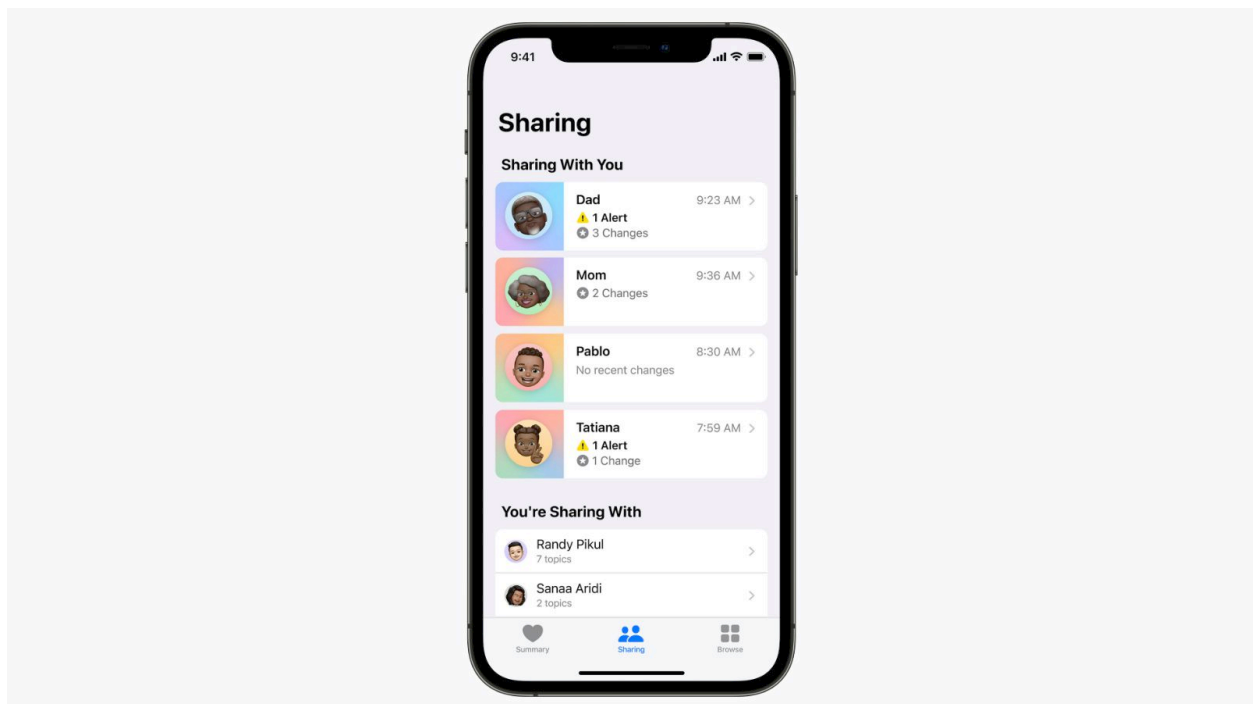 9:41
Sharing
Sharing With You
Dad
9:23 AM
1 Alert
3 Changes
Mom
9:36 AM
2 Changes
Pablo
8:30 AM
No recent changes
Tatiana
7:59 AM
1 Alert
1 Change
You're Sharing With
Randy Pikul
7 topics
Sanaa Aridi
2 topics
Summary
Sharing
Browse